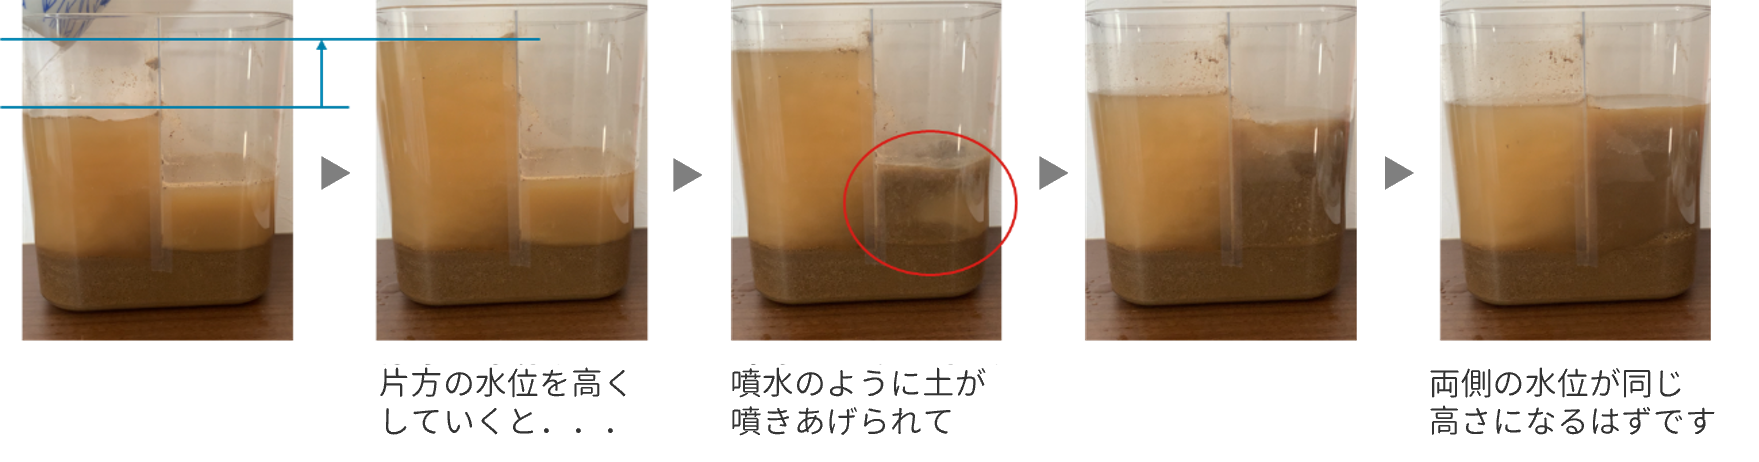 片方の水位を高く
していくと．．．
噴水のように土が
噴きあげられて
両側の水位が同じ
高さになるはずです